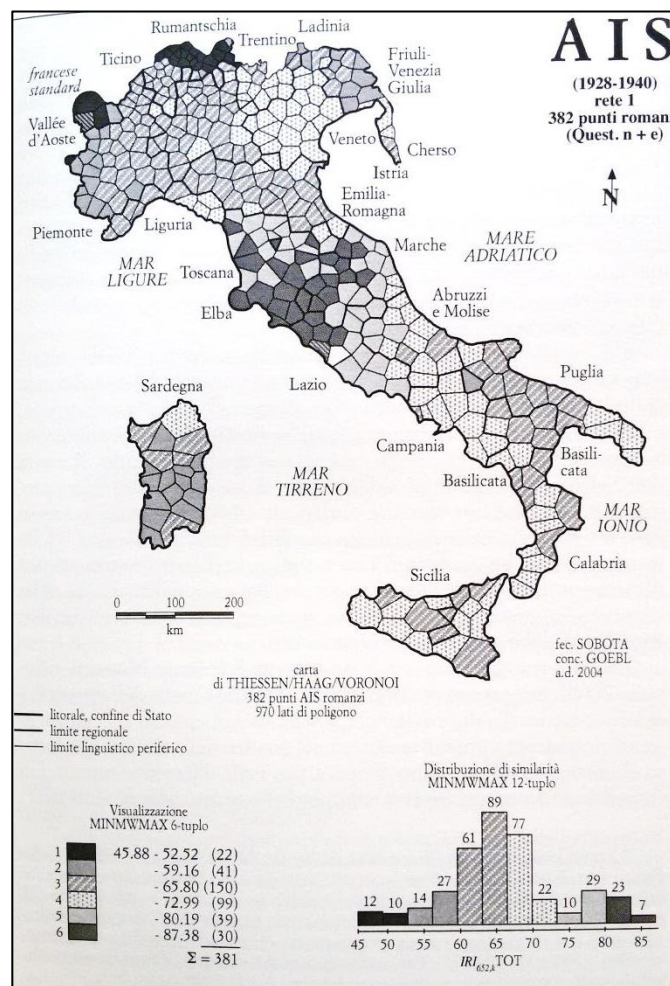 AIS
(1928-1940)
rete 1
382 punti roman
(Quest. n + e)
N
Rumantschia
Ladinia
Trentino
Ticino
Friuli-
Venezia
Giulia
francese
standard
Vallée
d'Aoste
Veneto
Cherso
Istria
Emilia-
Romagna
Piemonte
Liguria
Marche
MAR
LIGURE
MARE
ADRIATICO
Toscana
Abruzzi
e Molise
Elba
Puglia
Lazio
Sardegna
Campania
Basili-
cata
Basilicata
MAR
TIRRENO
MAR
IONIO
Calabria
Sicilia
0 100 200
km
fec. SOBOTA
conc. GOEBL
a.d. 2004
carta
di THIESSEN/HAAG/VORONOI
382 punti AIS romanzi
970 lati di poligono
litorale, confine di Stato
limite regionale
limite linguistico periferico
Visualizzazione
MINMWMAX 6-tuplo
1 45.88 - 52.52 (22)
2 - 59.16 (41)
3 - 65.80 (150)
4 - 72.99 (99)
5 - 80.19 (39)
6 - 87.38 (30)
Σ = 381
Distribuzione di similarità
MINMWMAX 12-tuplo
12 10 14 27 61 89 77 22 10 29 23 7
45 50 55 60 65 70 75 80 85
IRI652,kTOT